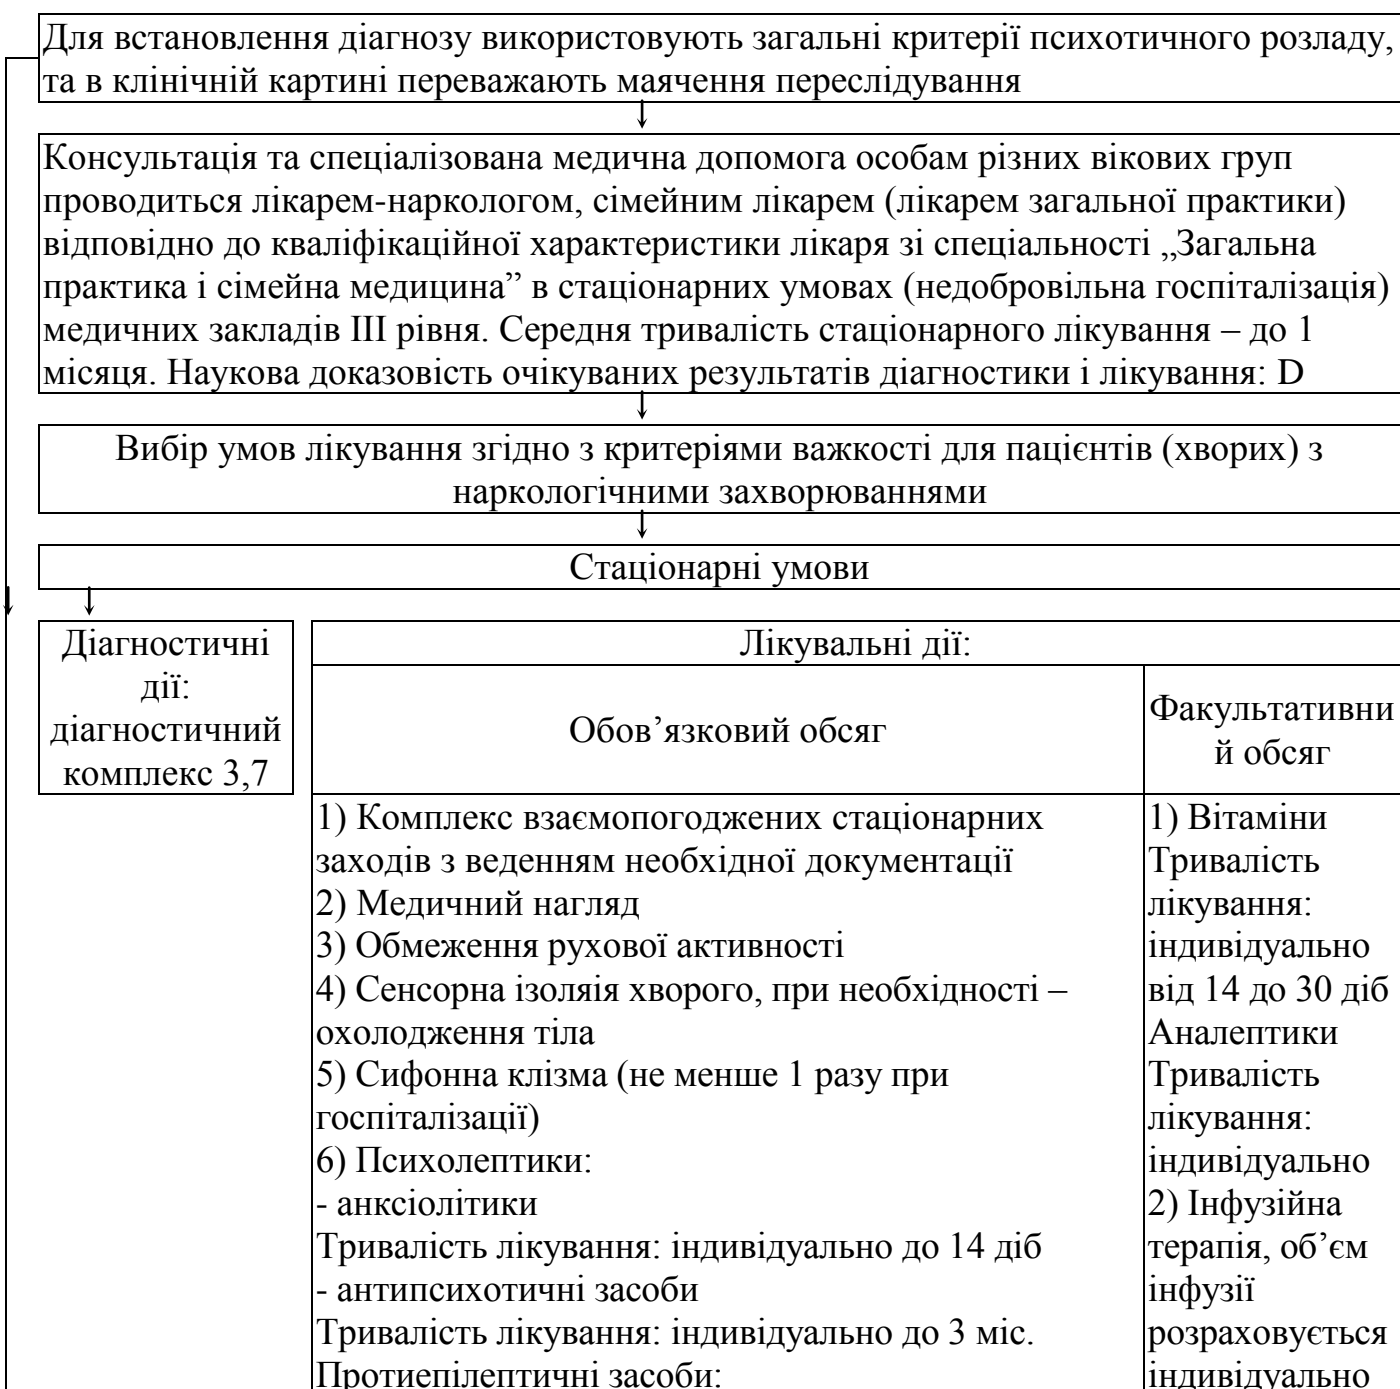 Для встановлення діагнозу використовують загальні критерії психотичного розладу,
та в клінічній картині переважають маячення переслідування
Консультація та спеціалізована медична допомога особам різних вікових груп
проводиться лікарем-наркологом, сімейним лікарем (лікарем загальної практики)
відповідно до кваліфікаційної характеристики лікаря зі спеціальності „Загальна
практика і сімейна медицина” в стаціонарних умовах (недобровільна госпіталізація)
медичних закладів III рівня. Середня тривалість стаціонарного лікування – до 1
місяця. Наукова доказовість очікуваних результатів діагностики і лікування: D
Вибір умов лікування згідно з критеріями важкості для пацієнтів (хворих) з
наркологічними захворюваннями
Стаціонарні умови
Діагностичні
дії:
діагностичний
комплекс 3,7
Лікувальні дії:
Обов’язковий обсяг
Факультативни
й обсяг
1) Комплекс взаємопогоджених стаціонарних
заходів з веденням необхідної документації
2) Медичний нагляд
3) Обмеження рухової активності
4) Сенсорна ізоляія хворого, при необхідності –
охолодження тіла
5) Сифонна клізма (не менше 1 разу при
госпіталізації)
6) Психолептики:
- анксіолітики
Тривалість лікування: індивідуально до 14 діб
- антипсихотичні засоби
Тривалість лікування: індивідуально до 3 міс.
Протиепілептичні засоби:
1) Вітаміни
Тривалість
лікування:
індивідуально
від 14 до 30 діб
Аналептики
Тривалість
лікування:
індивідуально
2) Інфузійна
терапія, об’єм
інфузії
розраховується
індивідуально